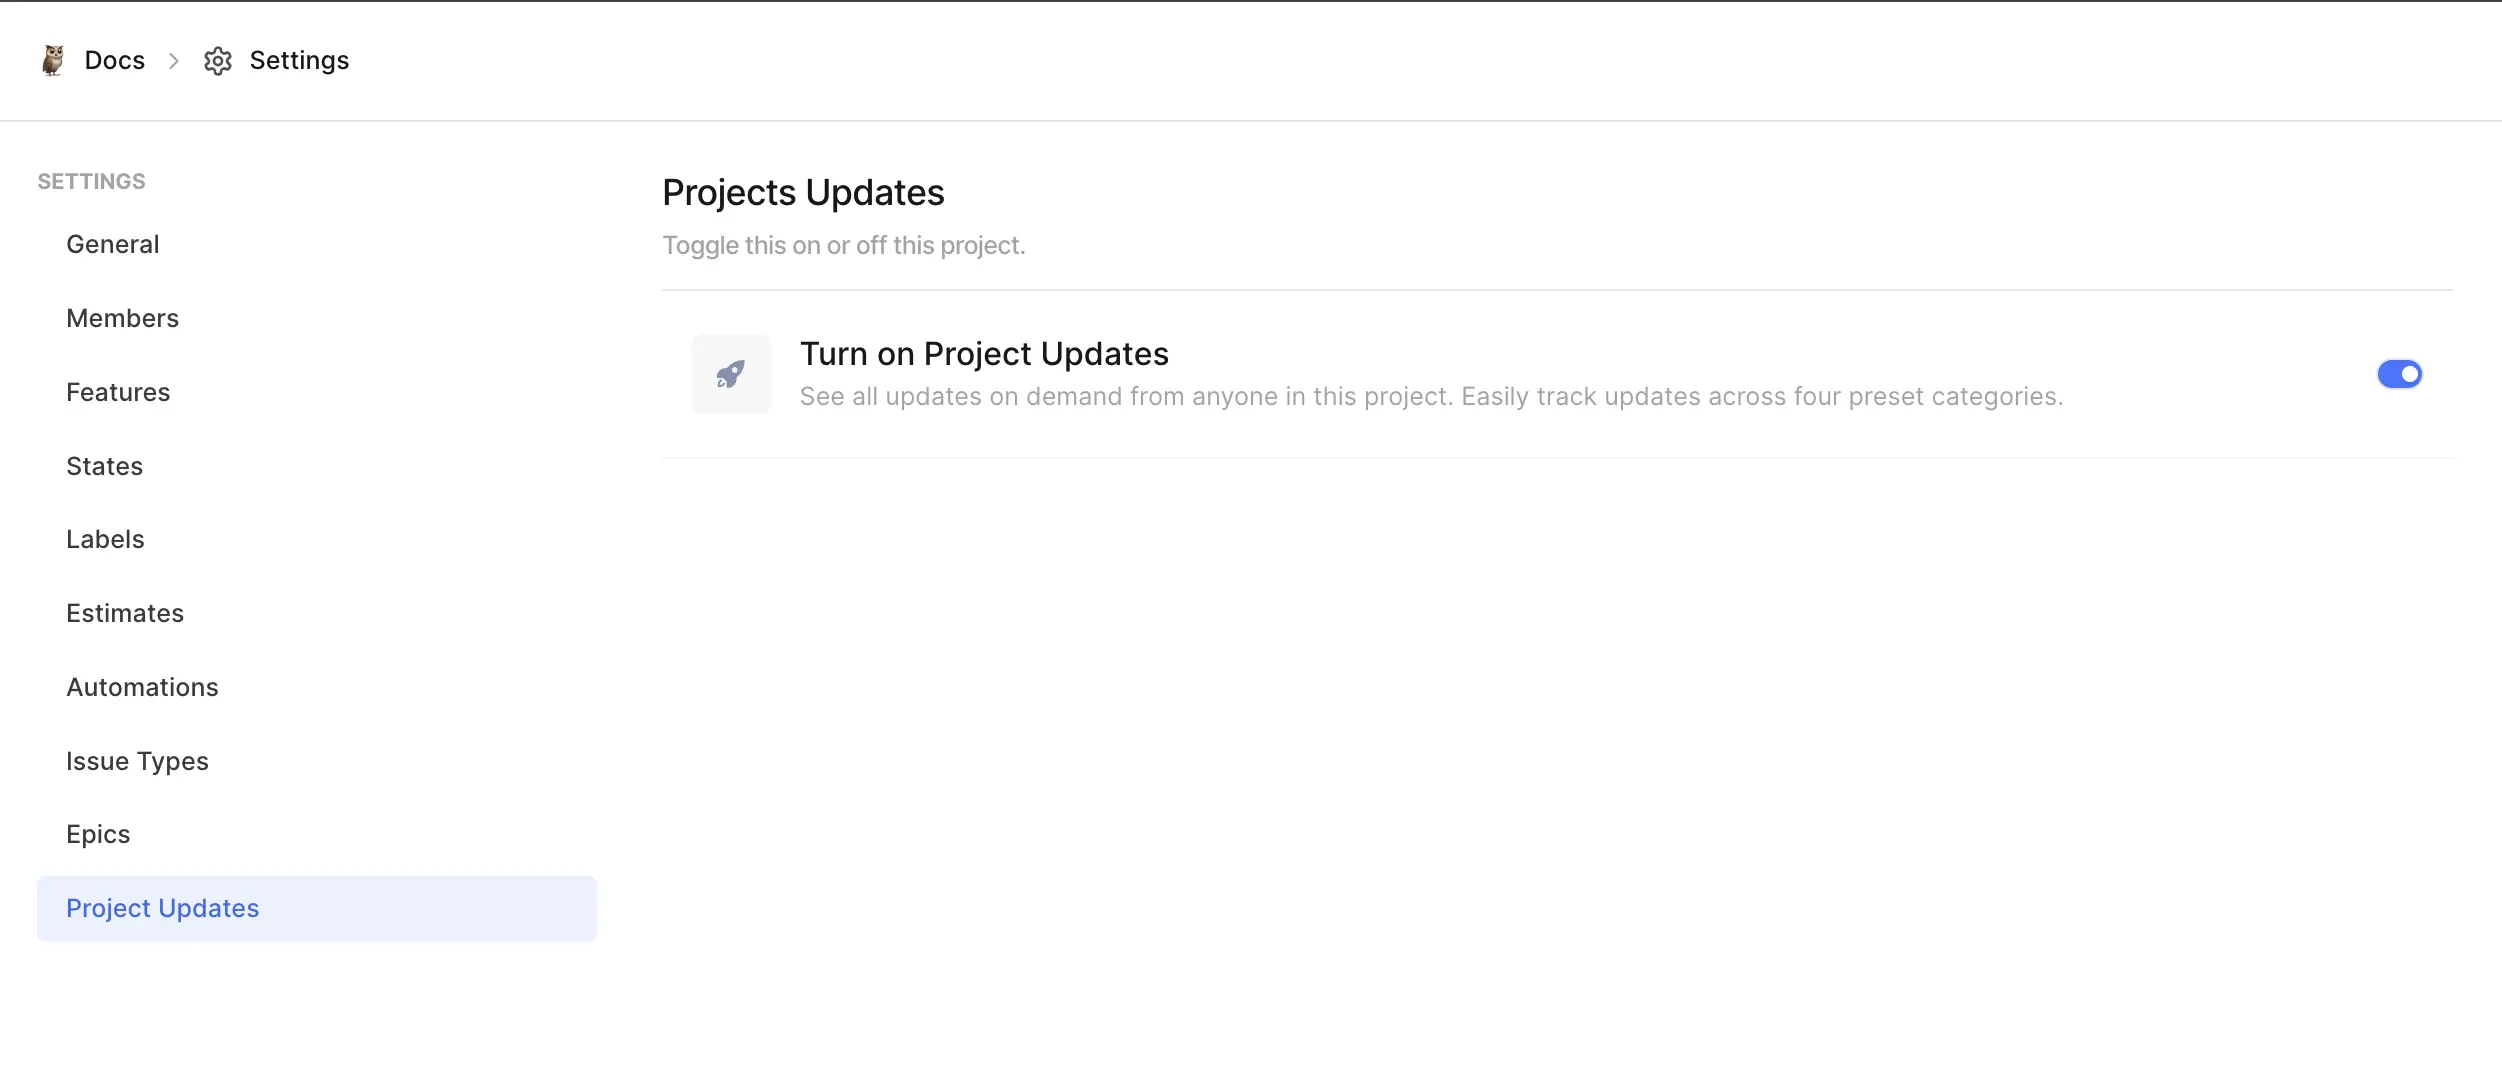 Docs > Settings
SETTINGS
General
Members
Features
States
Labels
Estimates
Automations
Issue Types
Epics
Project Updates
Projects Updates
Toggle this on or off this project.
Turn on Project Updates
See all updates on demand from anyone in this project. Easily track updates across four preset categories.